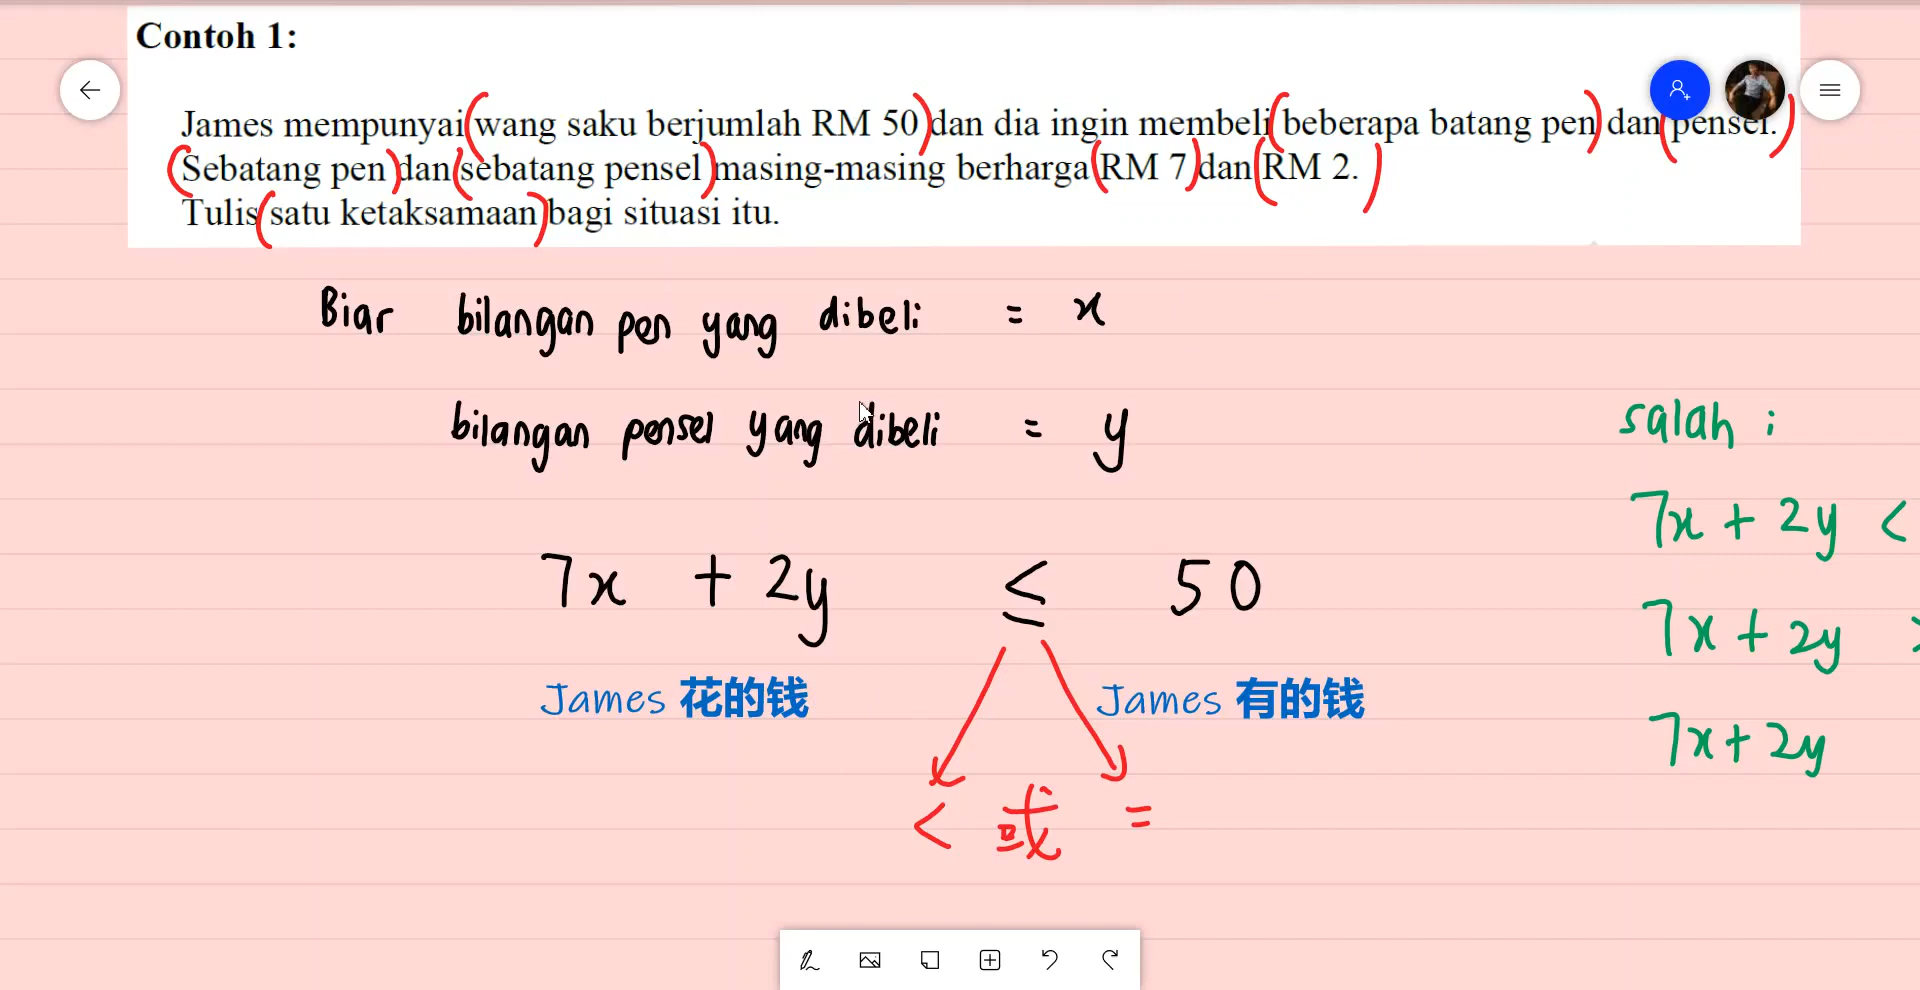 Contoh 1:
James mempunyai (wang saku berjumlah RM 50) dan dia ingin membeli (beberapa batang pen) dan (pensel.)
(Sebatang pen) dan (sebatang pensel) masing-masing berharga (RM 7) dan (RM 2.)
Tulis (satu ketaksamaan) bagi situasi itu.
Biar bilangan pen yang dibeli = x
bilangan pensel yang dibeli = y
7x + 2y ≤ 50
James 花的钱
James 有的钱
< 或 =
salah :
7x + 2y <
7x + 2y >
7x + 2y